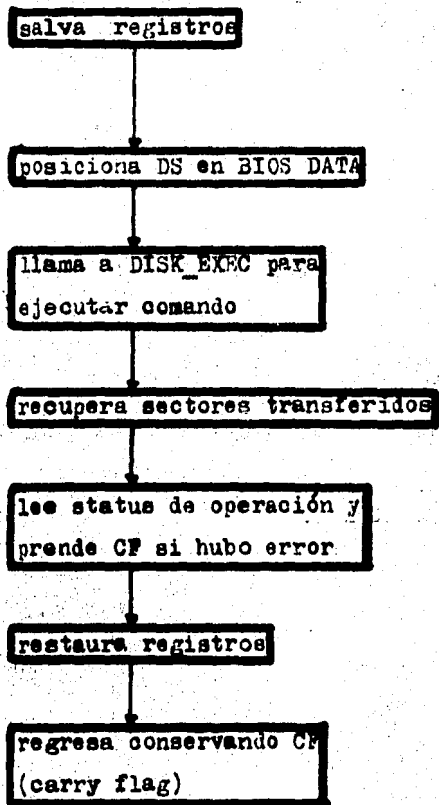 salva registros
posiciona DS en BIOS DATA
llama a DISK_EXEC para
ejecutar comando
recupera sectores transferidos
lee status de operación y
prende CF si hubo error
restaura registros
regresa conservando CF
(carry flag)